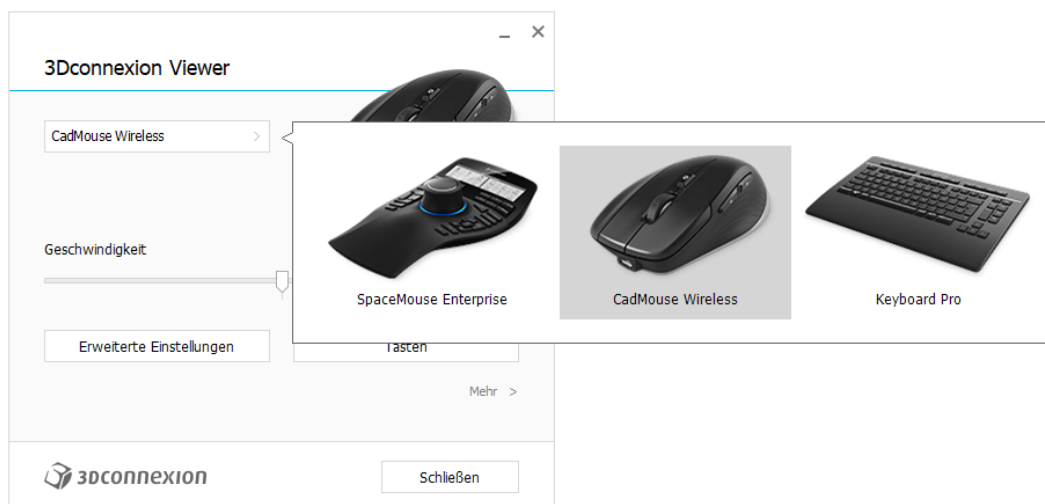 3Dconnexion Viewer
CadMouse Wireless
SpaceMouse Enterprise
CadMouse Wireless
Keyboard Pro
Geschwindigkeit
Erweiterte Einstellungen
Tasten
Mehr >
3Dconnexion
Schließen